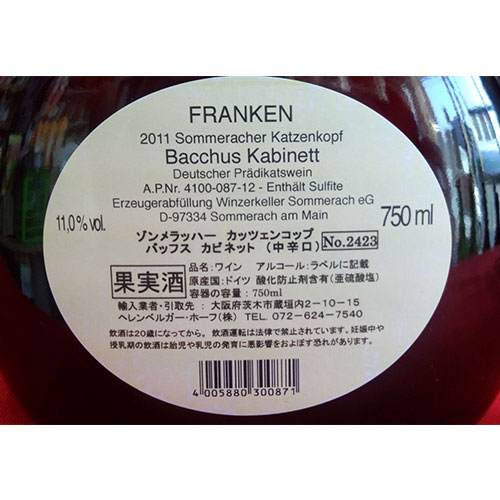 FRANKEN
2011 Sommeracher Katzenkopf
Bacchus Kabinett
Deutscher Prädikatswein
A.P.Nr. 4100-087-12 - Enthält Sulfite
Erzeugerabfüllung Winzerkeller Sommerach eG
D-97334 Sommerach am Main
11,0% vol.
750 ml
ゾンメラッハー カッツェンコップ
バッフス カビネット (中辛口) No.2423
果実酒
品名:ワイン アルコール:ラベルに記載
原産国:ドイツ 酸化防止剤含有(亜硫酸塩)
容器の容量:750ml
輸入業者・引取先 : 大阪府茨木市蔵垣内2-10-15
ヘレンベルガー・ホーフ(株) TEL 072-624-7540
飲酒は20歳になってから。 飲酒運転は法律で禁止されています。妊娠中や
授乳期の飲酒は胎児や乳児の発育に悪影響をおよぼす恐れがあります。
4 005880 300871